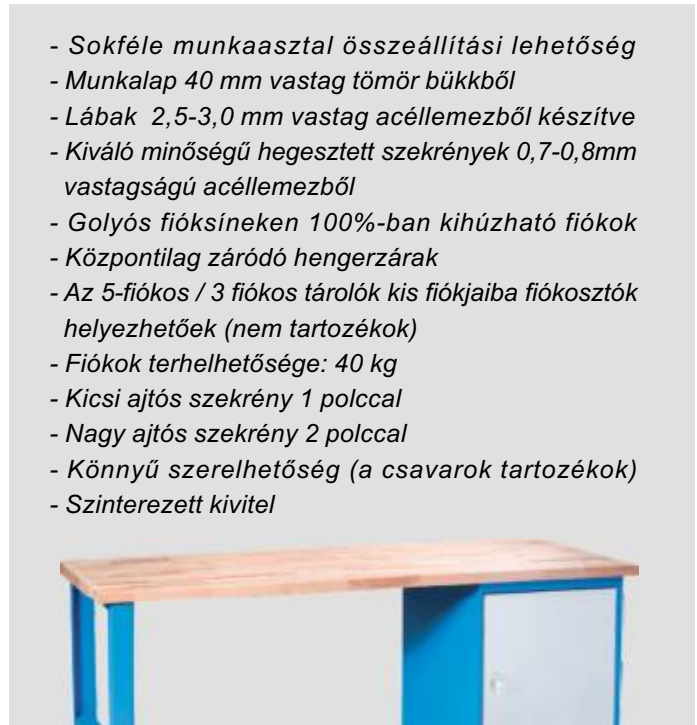 - Sokféle munkaasztal összeállítási lehetőség
- Munkalap 40 mm vastag tömör bükkből
- Lábak  2,5-3,0 mm vastag acéllemezből készítve
- Kiváló minőségű hegesztett szekrények 0,7-0,8mm
vastagságú acéllemezből
- Golyós fióksíneken 100%-ban kihúzható fiókok
- Központilag záródó hengerzárak
- Az 5-fiókos / 3 fiókos tárolók kis fiókjaiba fiókosztók
helyezhetőek (nem tartozékok)
- Fiókok terhelhetősége: 40 kg
- Kicsi ajtós szekrény 1 polccal
- Nagy ajtós szekrény 2 polccal
- Könnyű szerelhetőség (a csavarok tartozékok)
- Szinterezett kivitel